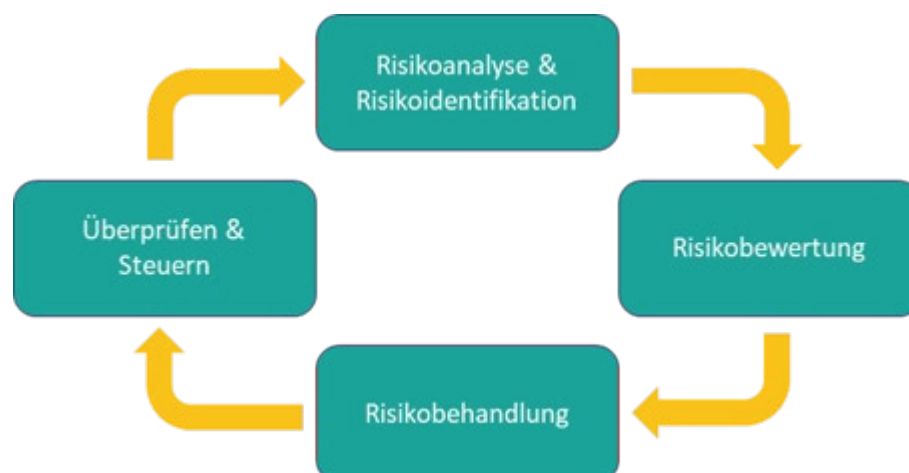 Risikoanalyse &
Risikoidentifikation
Risikobewertung
Risikobehandlung
Überprüfen &
Steuern